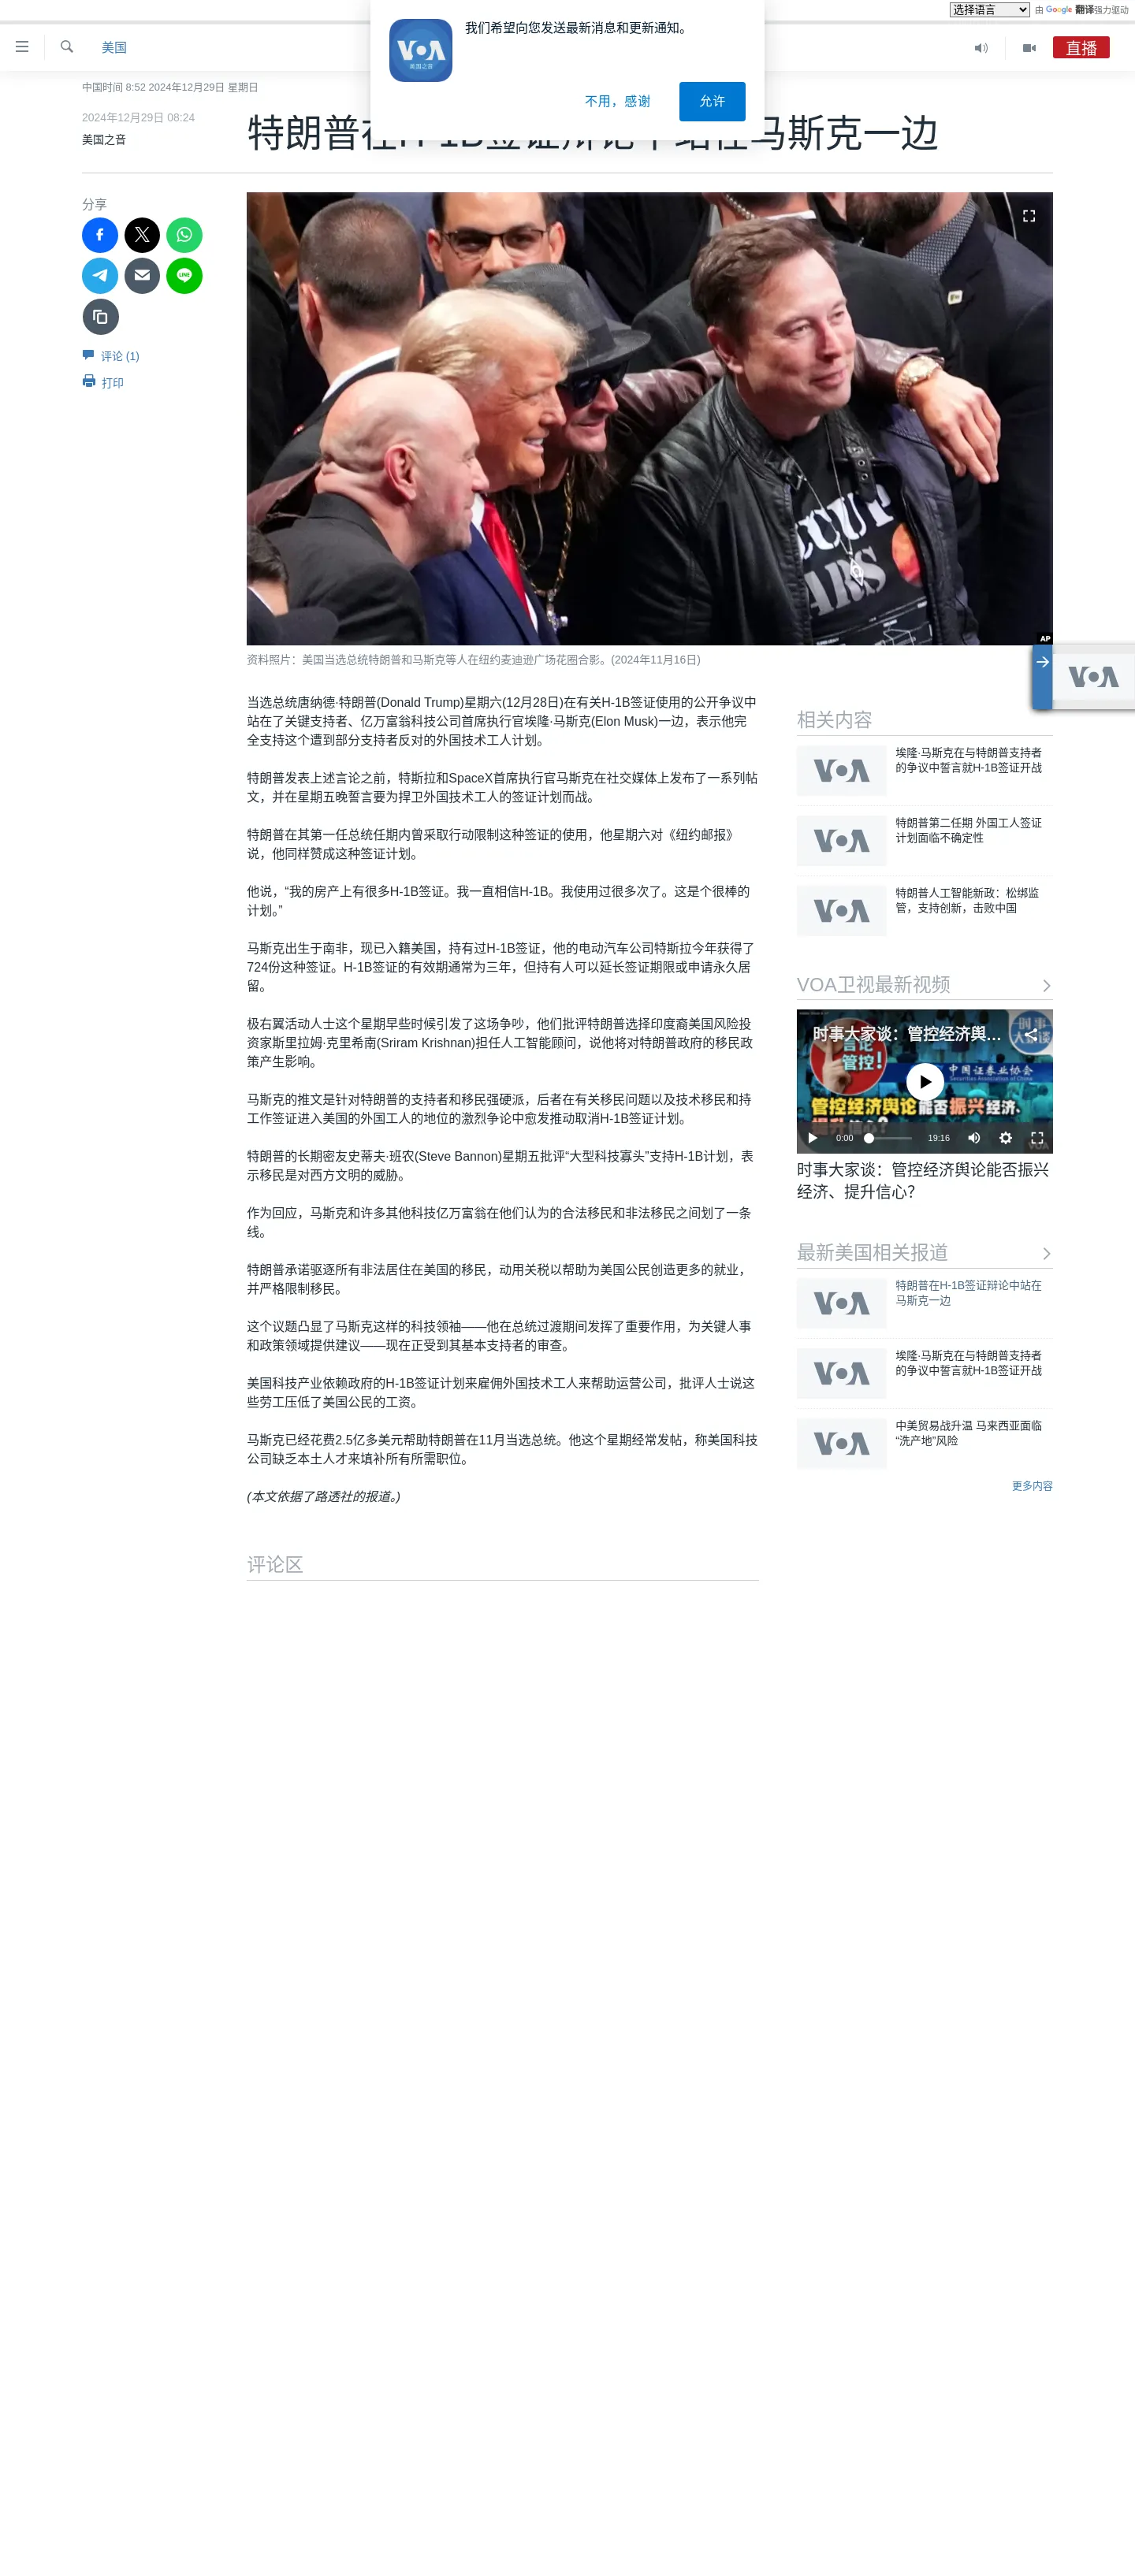 选择语言
由 Google 翻译强力驱动
美国
直播
VOA
美国之音
我们希望向您发送最新消息和更新通知。
不用，感谢
允许
中国时间 8:52 2024年12月29日 星期日
2024年12月29日 08:24
美国之音
特朗普在H-1B签证辩论中站在马斯克一边
分享
LINE
评论 (1)
打印
AP
资料照片：美国当选总统特朗普和马斯克等人在纽约麦迪逊广场花圈合影。(2024年11月16日)
VOA
当选总统唐纳德·特朗普(Donald Trump)星期六(12月28日)在有关H-1B签证使用的公开争议中
站在了关键支持者、亿万富翁科技公司首席执行官埃隆·马斯克(Elon Musk)一边，表示他完
全支持这个遭到部分支持者反对的外国技术工人计划。
特朗普发表上述言论之前，特斯拉和SpaceX首席执行官马斯克在社交媒体上发布了一系列帖
文，并在星期五晚誓言要为捍卫外国技术工人的签证计划而战。
特朗普在其第一任总统任期内曾采取行动限制这种签证的使用，他星期六对《纽约邮报》
说，他同样赞成这种签证计划。
他说，“我的房产上有很多H-1B签证。我一直相信H-1B。我使用过很多次了。这是个很棒的
计划。”
马斯克出生于南非，现已入籍美国，持有过H-1B签证，他的电动汽车公司特斯拉今年获得了
724份这种签证。H-1B签证的有效期通常为三年，但持有人可以延长签证期限或申请永久居
留。
极右翼活动人士这个星期早些时候引发了这场争吵，他们批评特朗普选择印度裔美国风险投
资家斯里拉姆·克里希南(Sriram Krishnan)担任人工智能顾问，说他将对特朗普政府的移民政
策产生影响。
马斯克的推文是针对特朗普的支持者和移民强硬派，后者在有关移民问题以及技术移民和持
工作签证进入美国的外国工人的地位的激烈争论中愈发推动取消H-1B签证计划。
特朗普的长期密友史蒂夫·班农(Steve Bannon)星期五批评“大型科技寡头”支持H-1B计划，表
示移民是对西方文明的威胁。
作为回应，马斯克和许多其他科技亿万富翁在他们认为的合法移民和非法移民之间划了一条
线。
特朗普承诺驱逐所有非法居住在美国的移民，动用关税以帮助为美国公民创造更多的就业，
并严格限制移民。
这个议题凸显了马斯克这样的科技领袖——他在总统过渡期间发挥了重要作用，为关键人事
和政策领域提供建议——现在正受到其基本支持者的审查。
美国科技产业依赖政府的H-1B签证计划来雇佣外国技术工人来帮助运营公司，批评人士说这
些劳工压低了美国公民的工资。
马斯克已经花费2.5亿多美元帮助特朗普在11月当选总统。他这个星期经常发帖，称美国科技
公司缺乏本土人才来填补所有所需职位。
(本文依据了路透社的报道。)
评论区
相关内容
VOA
埃隆·马斯克在与特朗普支持者
的争议中誓言就H-1B签证开战
VOA
特朗普第二任期 外国工人签证
计划面临不确定性
VOA
特朗普人工智能新政：松绑监
管，支持创新，击败中国
VOA卫视最新视频
时事大家谈：管控经济舆...
管控！
中国证券业协会
Securities Association of China
管控经济舆论能否振兴经济、
0:00
19:16
时事大家谈：管控经济舆论能否振兴
经济、提升信心？
最新美国相关报道
VOA
特朗普在H-1B签证辩论中站在
马斯克一边
VOA
埃隆·马斯克在与特朗普支持者
的争议中誓言就H-1B签证开战
VOA
中美贸易战升温 马来西亚面临
“洗产地”风险
更多内容